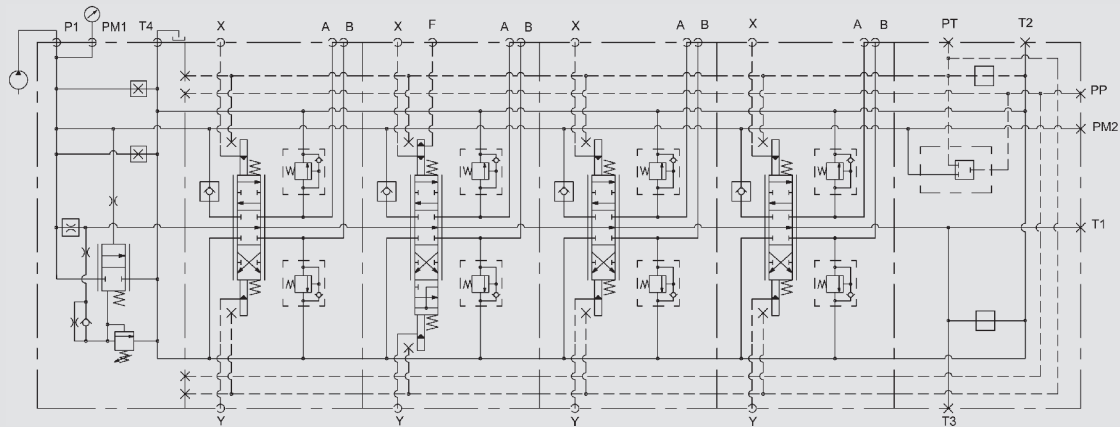 P1 PM1 T4 X A B X F A B X A B X A B PT T2
PP
PM2
T1
Y Y Y Y T3